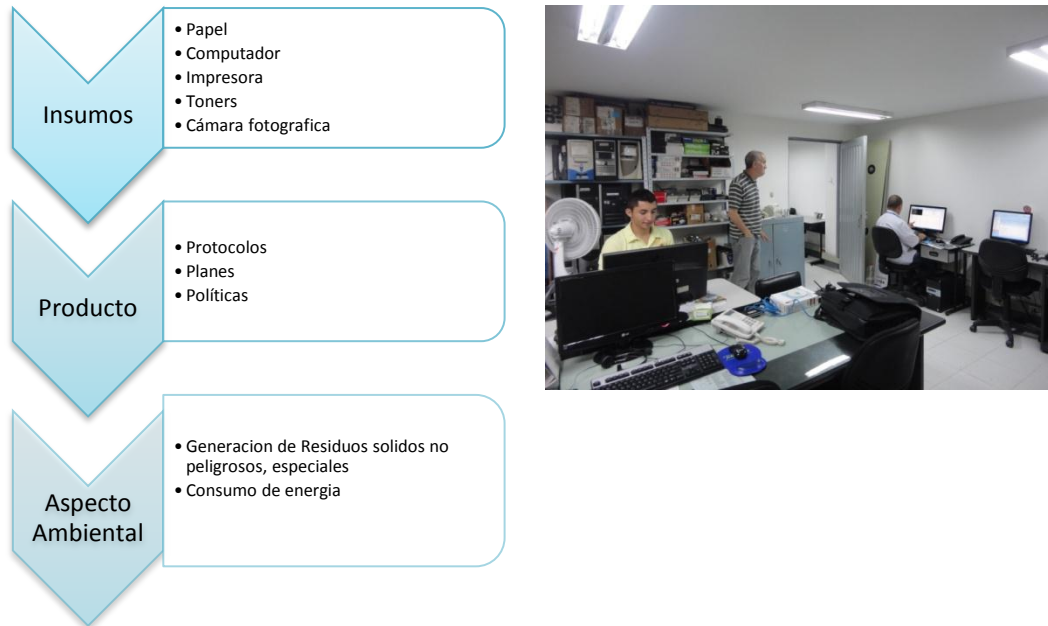 Insumos
• Papel
• Computador
• Impresora
• Toners
• Cámara fotografica
Producto
• Protocolos
• Planes
• Políticas
Aspecto
Ambiental
• Generacion de Residuos solidos no
peligrosos, especiales
• Consumo de energia